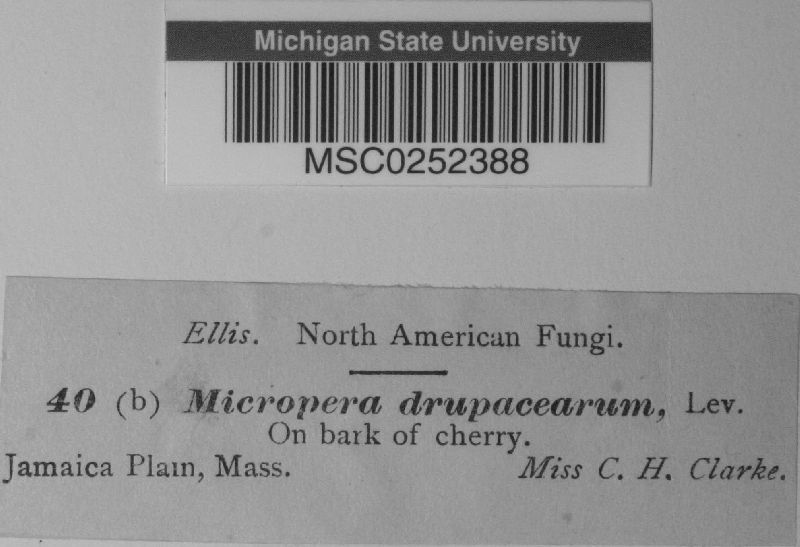 Michigan State University
MSC0252388
Ellis. North American Fungi.
40 (b) Micropera drupacearum, Lev.
On bark of cherry.
Jamaica Plain, Mass. Miss C. H. Clarke.